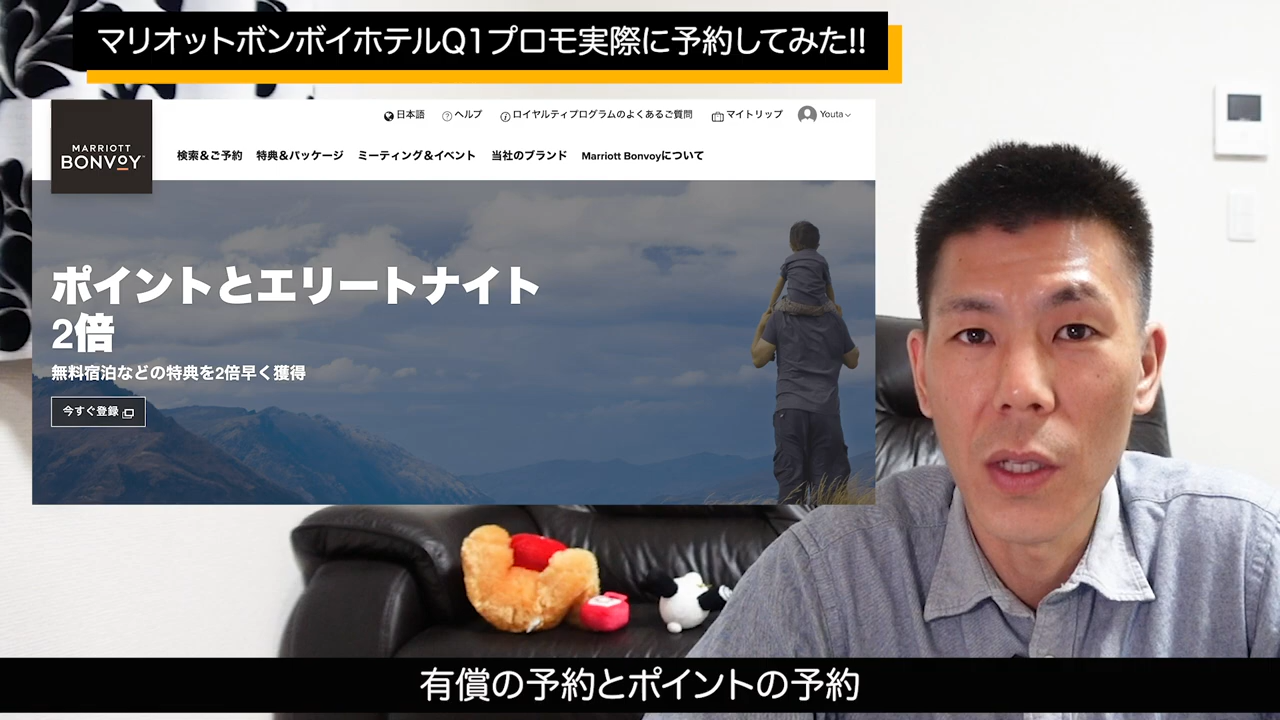 マリオットボンボイホテルQ1プロモ実際に予約してみた!!
日本語 ヘルプ ロイヤルティプログラムのよくあるご質問 マイトリップ Youta
MARRIOTT
BONVOY
検索＆ご予約 特典＆パッケージ ミーティング＆イベント 当社のブランド Marriott Bonvoyについて
ポイントとエリートナイト
2倍
無料宿泊などの特典を2倍早く獲得
今すぐ登録
有償の予約とポイントの予約